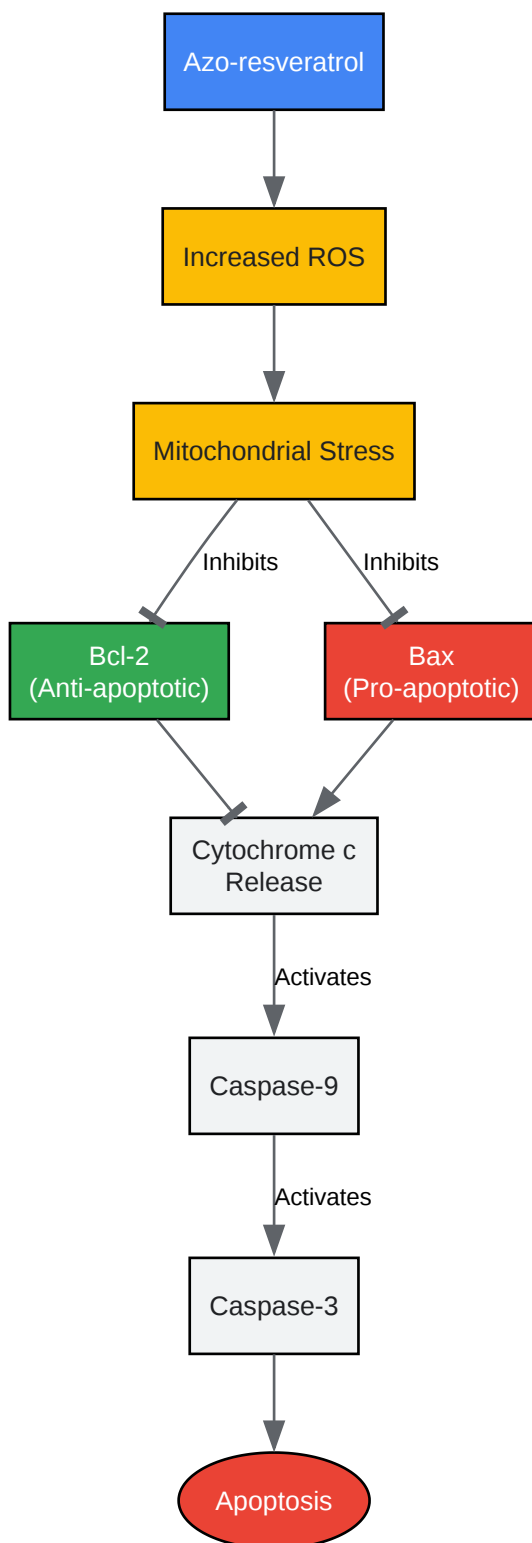 Azo-resveratrol
Increased ROS
Mitochondrial Stress
Inhibits
Inhibits
Bcl-2
(Anti-apoptotic)
Bax
(Pro-apoptotic)
Cytochrome c
Release
Activates
Caspase-9
Activates
Caspase-3
Apoptosis